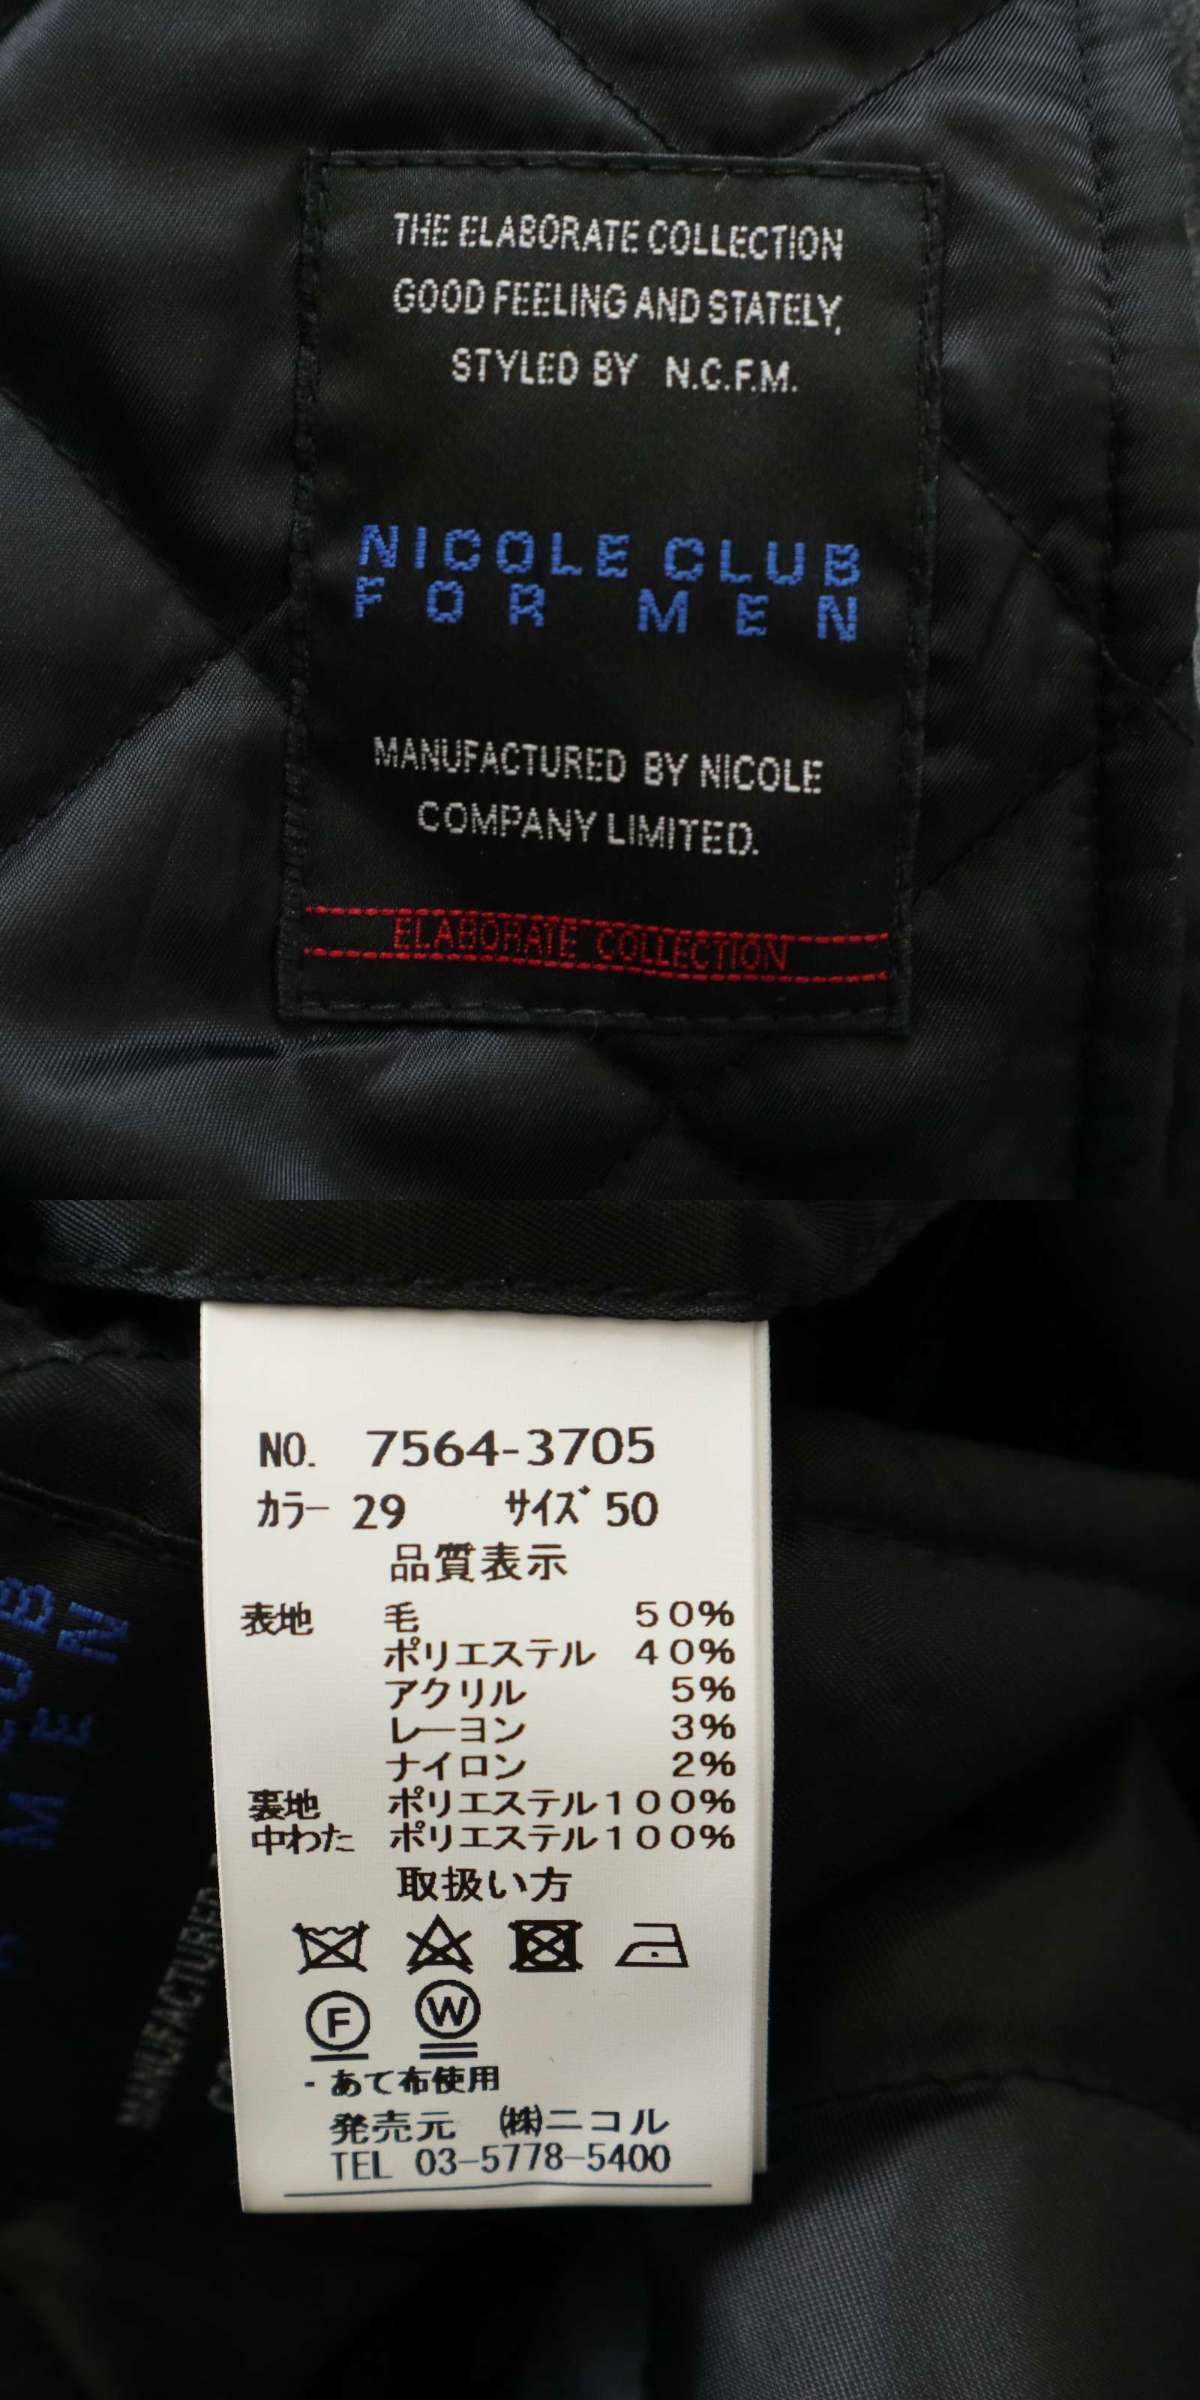 THE ELABORATE COLLECTION
GOOD FEELING AND STATELY,
STYLED BY N.C.F.M.
NICOLE CLUB
FOR MEN
MANUFACTURED BY NICOLE
COMPANY LIMITED.
ELABORATE COLLECTION
NO. 7564-3705
カラー 29 サイズ 50
品質表示
表地 毛 50%
ポリエステル 40%
アクリル 5%
レーヨン 3%
ナイロン 2%
裏地 ポリエステル100%
中わた ポリエステル100%
取扱い方
F W
- あて布使用
発売元 ㈱ニコル
TEL 03-5778-5400
MEN
MANUFACTURED